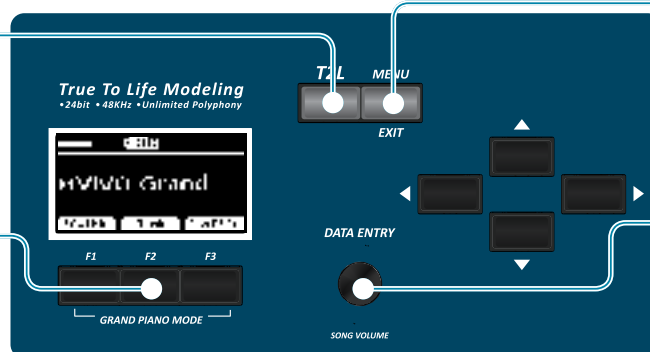 T2L MENU
True To Life Modeling
•24bit •48KHz •Unlimited Polyphony
EXIT
VIVO Grand
DATA ENTRY
F1 F2 F3
GRAND PIANO MODE
SONG VOLUME